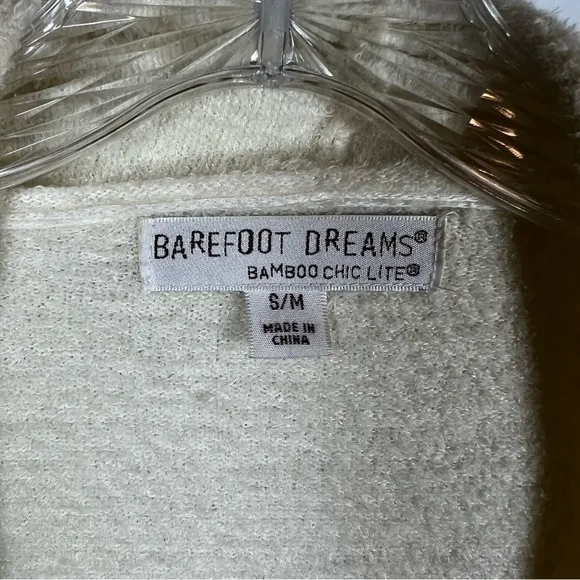 BAREFOOT DREAMS®
BAMBOO CHIC LITE®
S/M
MADE IN
CHINA